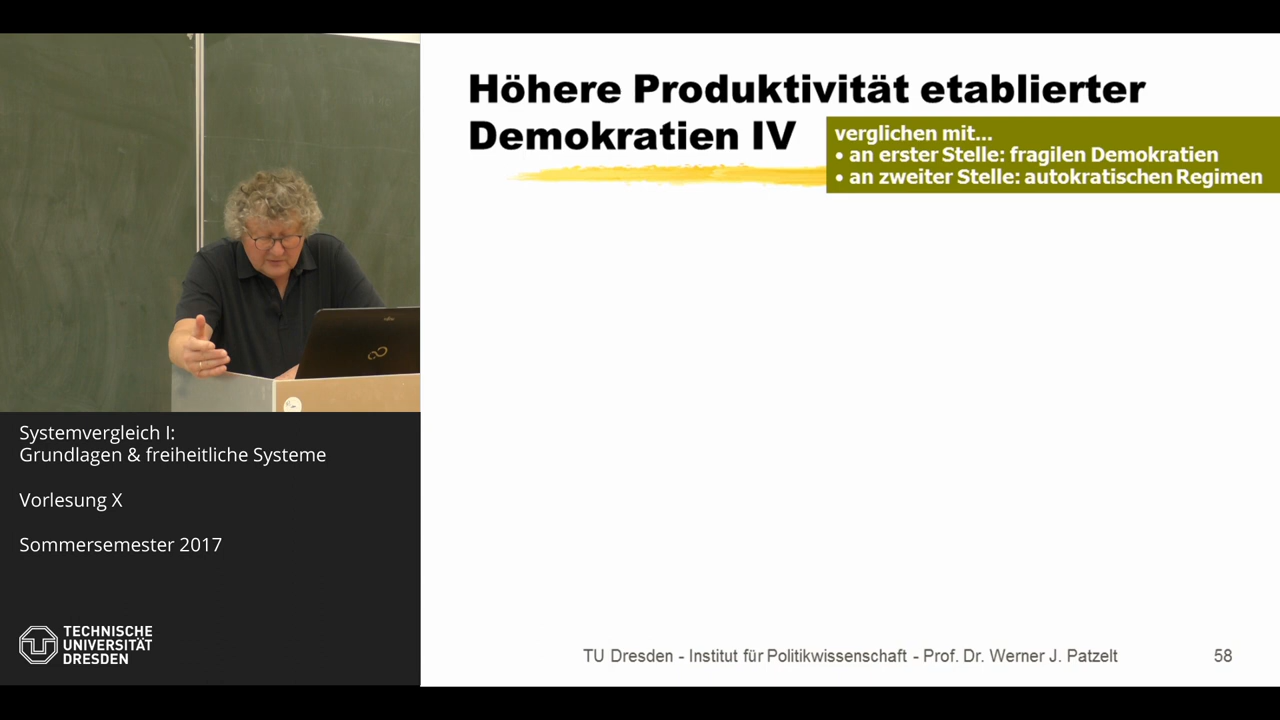 Höhere Produktivität etablierter
Demokratien IV
verglichen mit...
• an erster Stelle: fragilen Demokratien
• an zweiter Stelle: autokratischen Regimen
Systemvergleich I:
Grundlagen & freiheitliche Systeme
Vorlesung X
Sommersemester 2017
TECHNISCHE
UNIVERSITÄT
DRESDEN
TU Dresden - Institut für Politikwissenschaft - Prof. Dr. Werner J. Patzelt
58